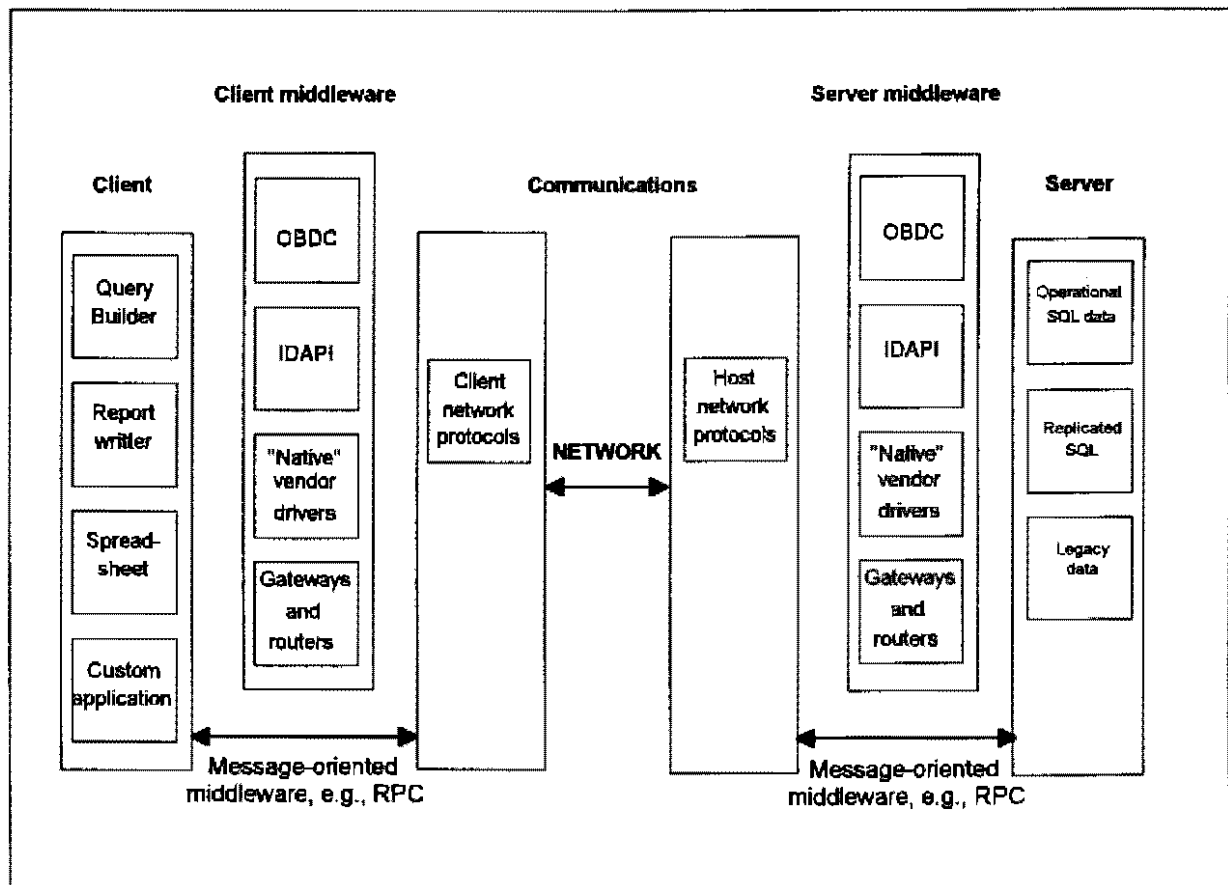 Client middleware
Server middleware
Client
Communications
Server
Query
Builder
Report
writler
Spread-
sheet
Custom
application
OBDC
IDAPI
"Native"
vendor
drivers
Gateways
and
routers
Client
network
protocols
NETWORK
Host
network
protocols
OBDC
IDAPI
"Native"
vendor
drivers
Gateways
and
routers
Operational
SQL data
Replicated
SQL
Legacy
data
Message-oriented
middleware, e.g., RPC
Message-oriented
middleware, e.g., RPC